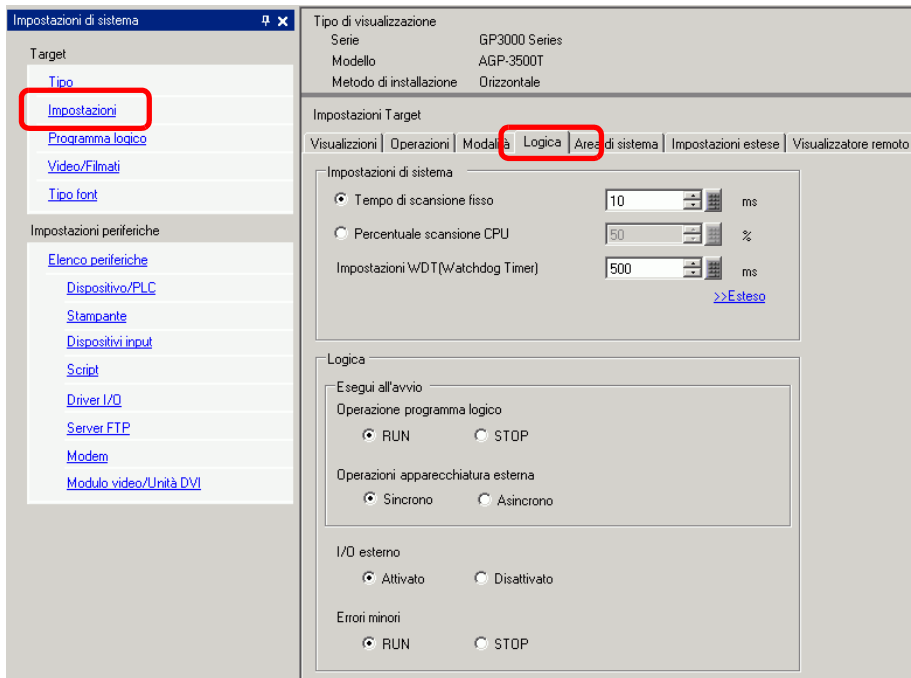 Impostazioni di sistema
Target
Tipo
Impostazioni
Programma logico
Video/Filmati
Tipo font
Impostazioni periferiche
Elenco periferiche
Dispositivo/PLC
Stampante
Dispositivi input
Script
Driver I/O
Server FTP
Modem
Modulo video/Unità DVI
Tipo di visualizzazione
Serie GP3000 Series
Modello AGP-3500T
Metodo di installazione Orizzontale
Impostazioni Target
Visualizzioni Operazioni Modalità Logica Area di sistema Impostazioni estese Visualizzatore remoto
Impostazioni di sistema
Tempo di scansione fisso 10 ms
Percentuale scansione CPU 50 %
Impostazioni WDT(Watchdog Timer) 500 ms
>>Esteso
Logica
Esegui all'avvio
Operazione programma logico
RUN STOP
Operazioni apparecchiatura esterna
Sincrono Asincrono
I/O esterno
Attivato Disattivato
Errori minori
RUN STOP